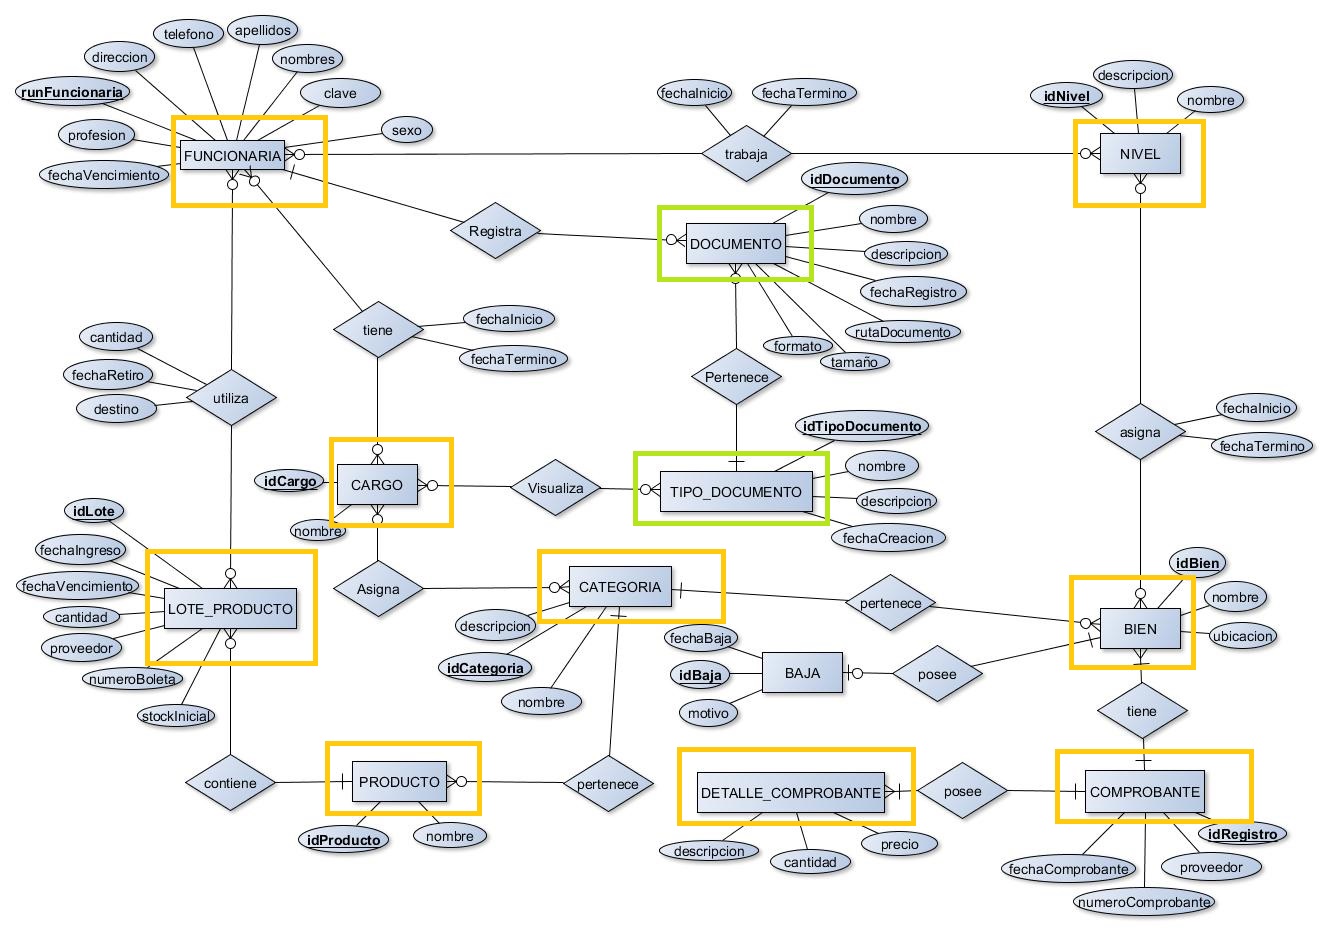 apellidos
telefono
direccion
nombres
runFuncionaria
clave
profesion
sexo
fechaVencimiento
FUNCIONARIA
fechaInicio
fechaTermino
trabaja
descripcion
idNivel
nombre
NIVEL
Registra
idDocumento
nombre
DOCUMENTO
descripcion
fechaRegistro
rutaDocumento
formato
tamaño
tiene
fechaInicio
fechaTermino
cantidad
fechaRetiro
destino
utiliza
Pertenece
asigna
fechaInicio
fechaTermino
idTipoDocumento
nombre
TIPO_DOCUMENTO
descripcion
fechaCreacion
idCargo
CARGO
nombre
Visualiza
idLote
fechaIngreso
fechaVencimiento
LOTE_PRODUCTO
cantidad
proveedor
numeroBoleta
stockInicial
Asigna
CATEGORIA
descripcion
idCategoria
nombre
pertenece
idBien
nombre
BIEN
ubicacion
fechaBaja
idBaja
BAJA
motivo
posee
tiene
contiene
PRODUCTO
idProducto
nombre
pertenece
DETALLE_COMPROBANTE
descripcion
cantidad
precio
posee
COMPROBANTE
idRegistro
fechaComprobante
proveedor
numeroComprobante